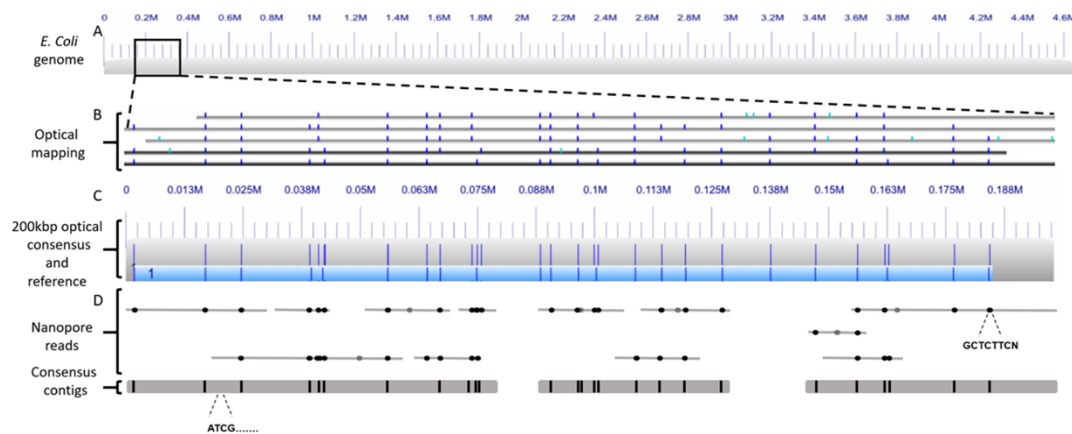 0 0.2M 0.4M 0.6M 0.8M 1M 1.2M 1.4M 1.6M 1.8M 2M 2.2M 2.4M 2.6M 2.8M 3M 3.2M 3.4M 3.6M 3.8M 4M 4.2M 4.4M 4.6M
A
E. Coli
genome
B
Optical
mapping
0 0.013M 0.025M 0.038M 0.05M 0.063M 0.075M 0.088M 0.1M 0.113M 0.125M 0.138M 0.15M 0.163M 0.175M 0.188M
C
200kbp optical
consensus
and
reference
1
D
Nanopore
reads
GCTCTTCN
Consensus
contigs
ATCG.......